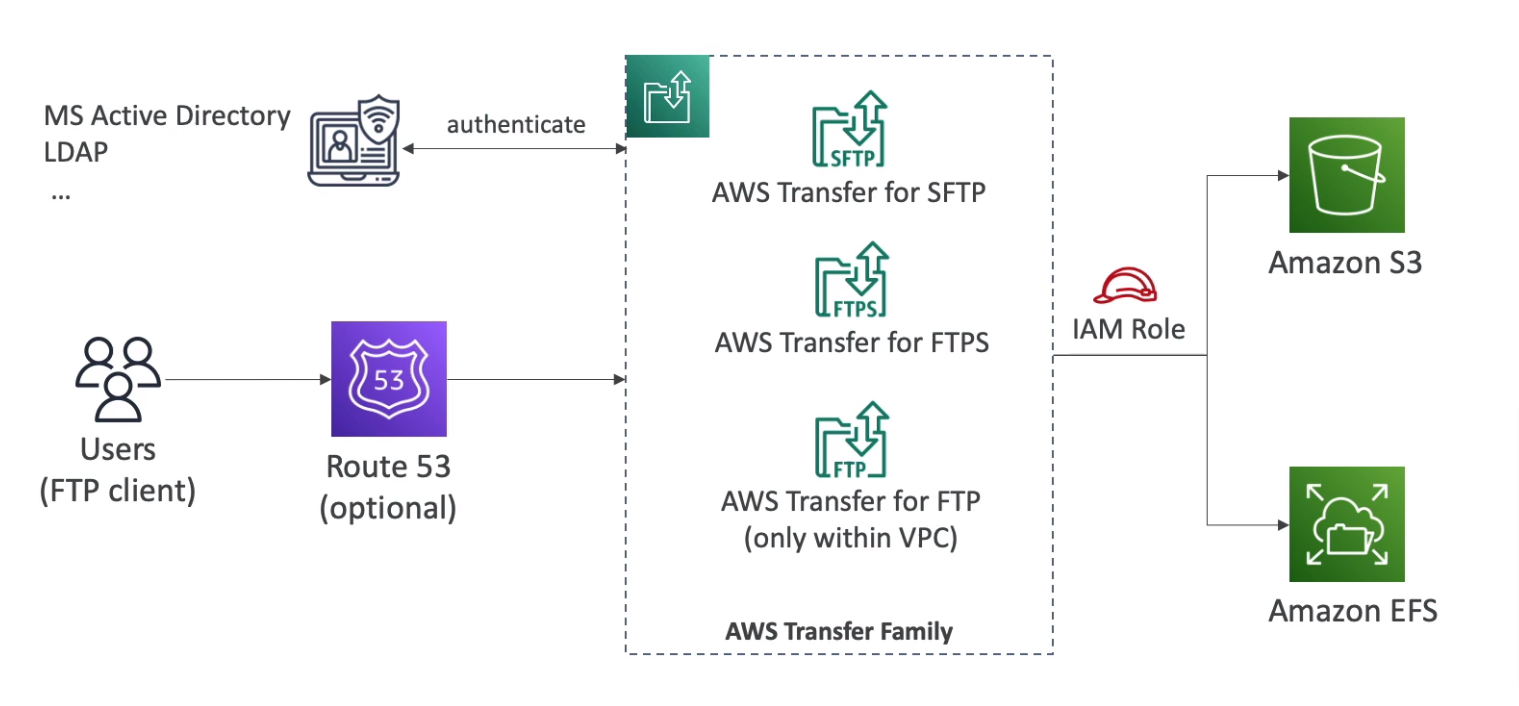 MS Active Directory
LDAP
...
authenticate
SFTP
AWS Transfer for SFTP
FTPS
AWS Transfer for FTPS
FTP
AWS Transfer for FTP
(only within VPC)
AWS Transfer Family
Users
(FTP client)
53
Route 53
(optional)
IAM Role
Amazon S3
Amazon EFS